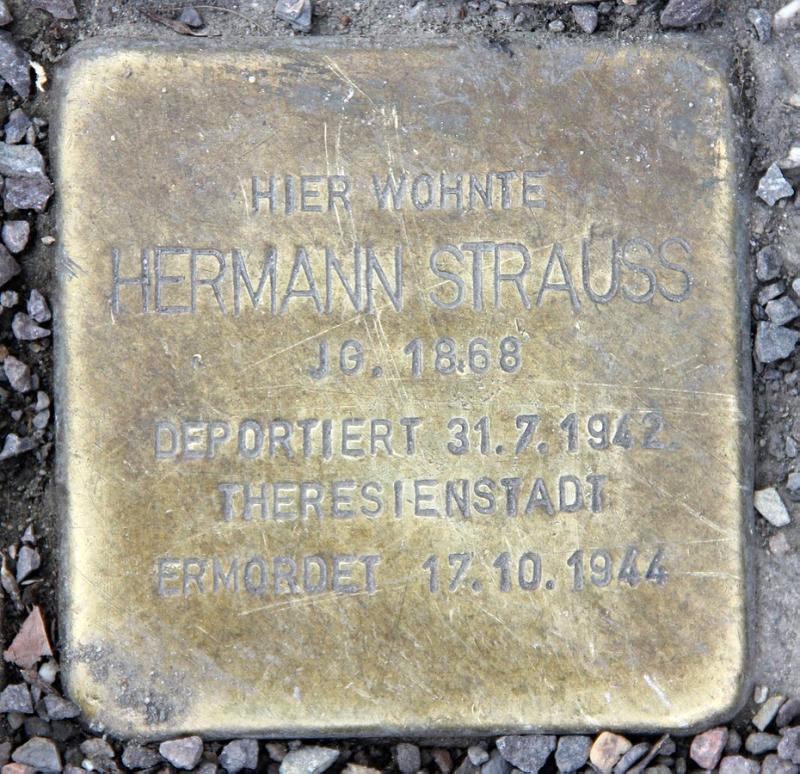 HIER WOHNTE
HERMANN STRAUSS
JG. 1868
DEPORTIERT 31.7.1942
THERESIENSTADT
ERMORDET 17.10.1944